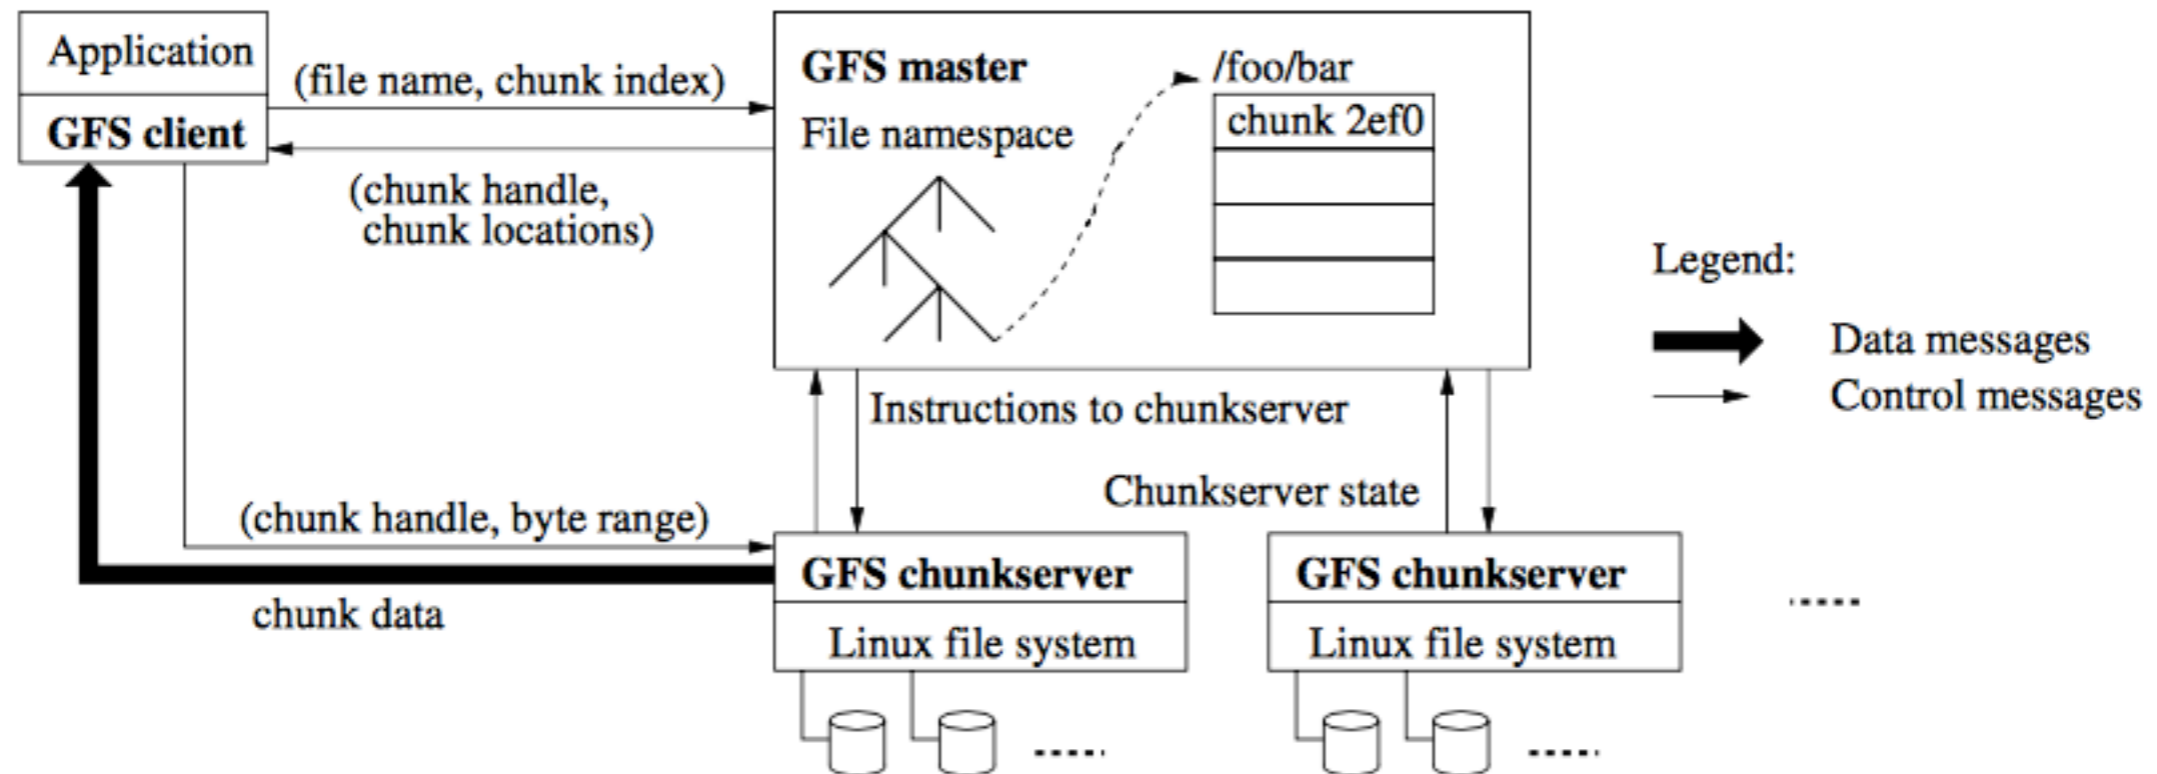 Application
GFS client
(file name, chunk index)
(chunk handle,
chunk locations)
GFS master
File namespace
/foo/bar
chunk 2ef0
Legend:
Data messages
Control messages
Instructions to chunkserver
Chunkserver state
(chunk handle, byte range)
chunk data
GFS chunkserver
Linux file system
GFS chunkserver
Linux file system